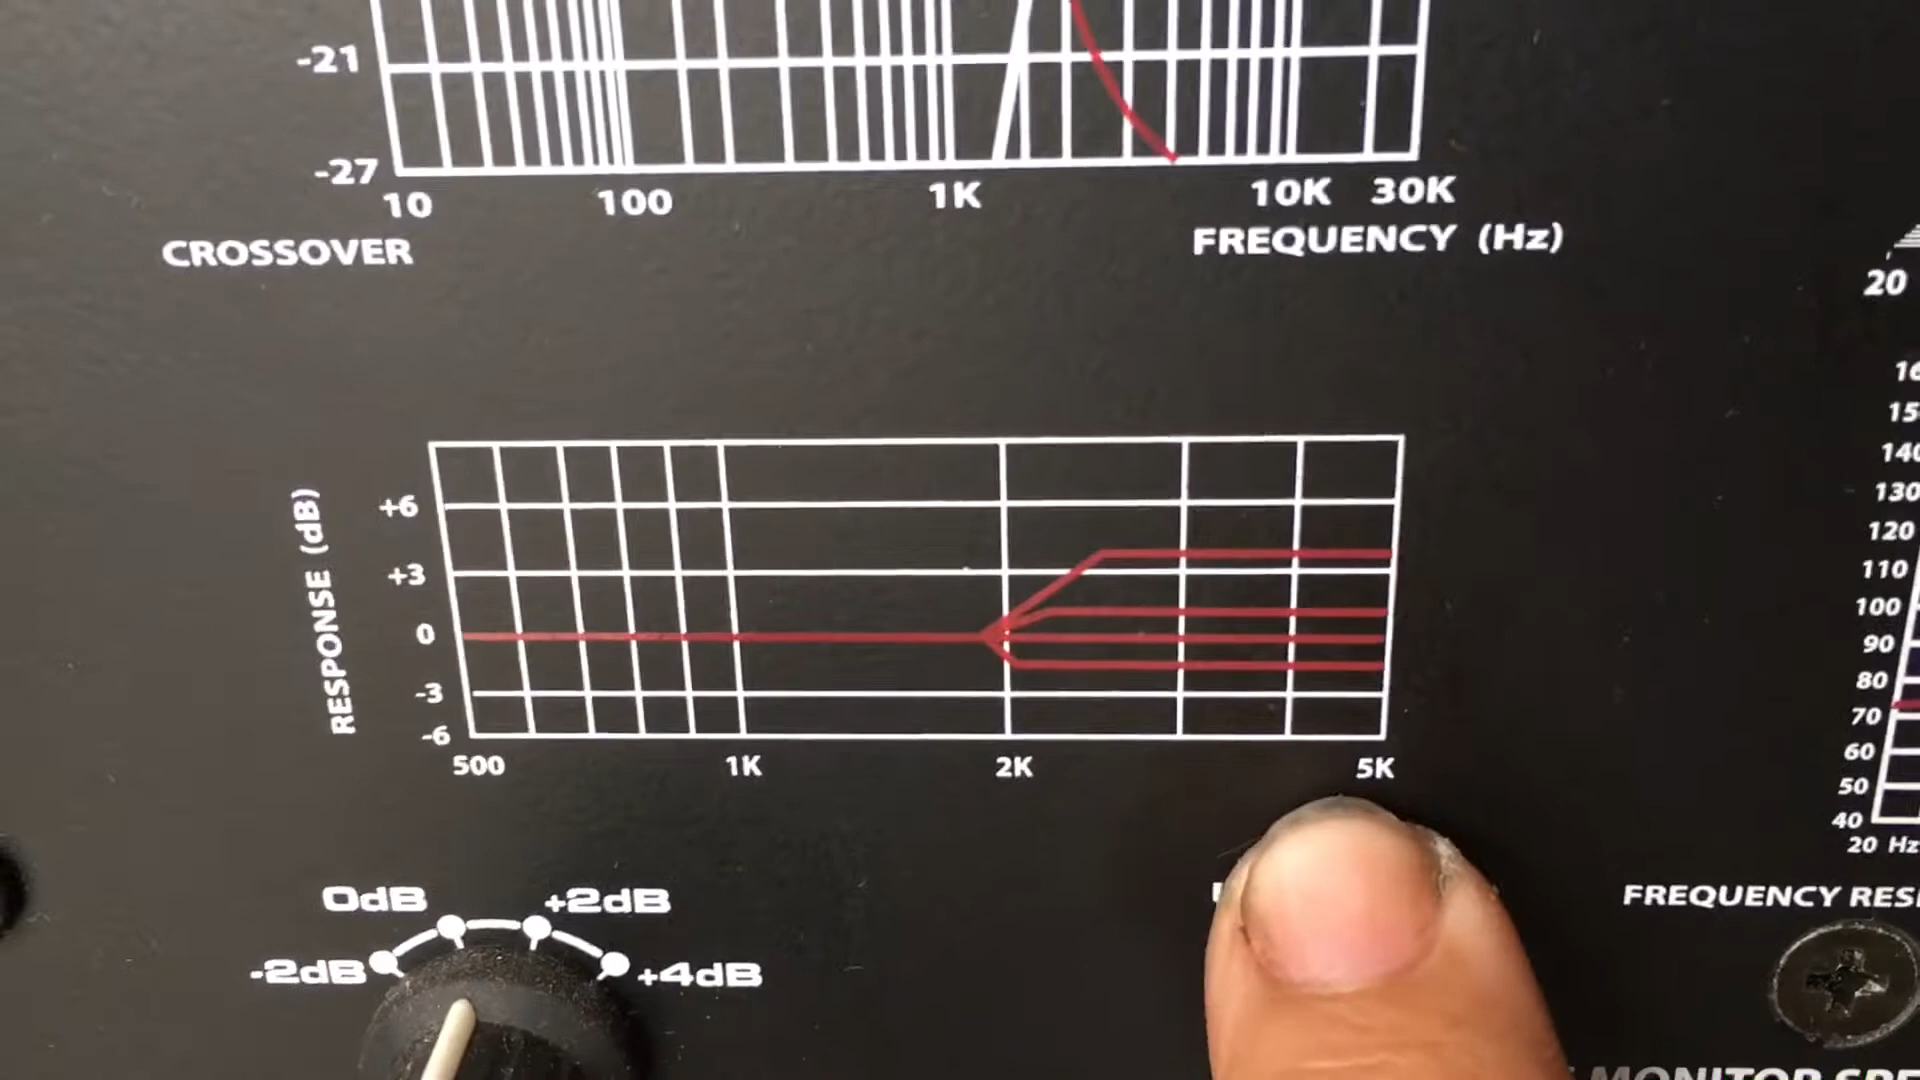 -21
-27
10 100 1K 10K 30K
CROSSOVER
FREQUENCY (Hz)
RESPONSE (dB)
+6
+3
0
-3
-6
500 1K 2K 5K
0dB +2dB
-2dB +4dB
20
140
130
120
110
100
90
80
70
60
50
40
20 Hz
FREQUENCY
MONITOR